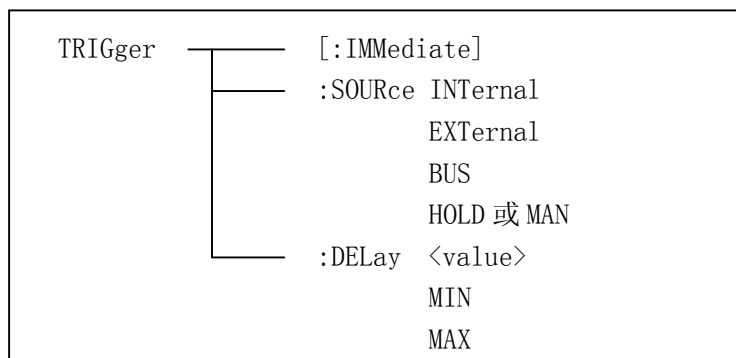 TRIGger [:IMMediate]
:SOURce INTernal
EXTernal
BUS
HOLD 或 MAN
:DELay <value>
MIN
MAX